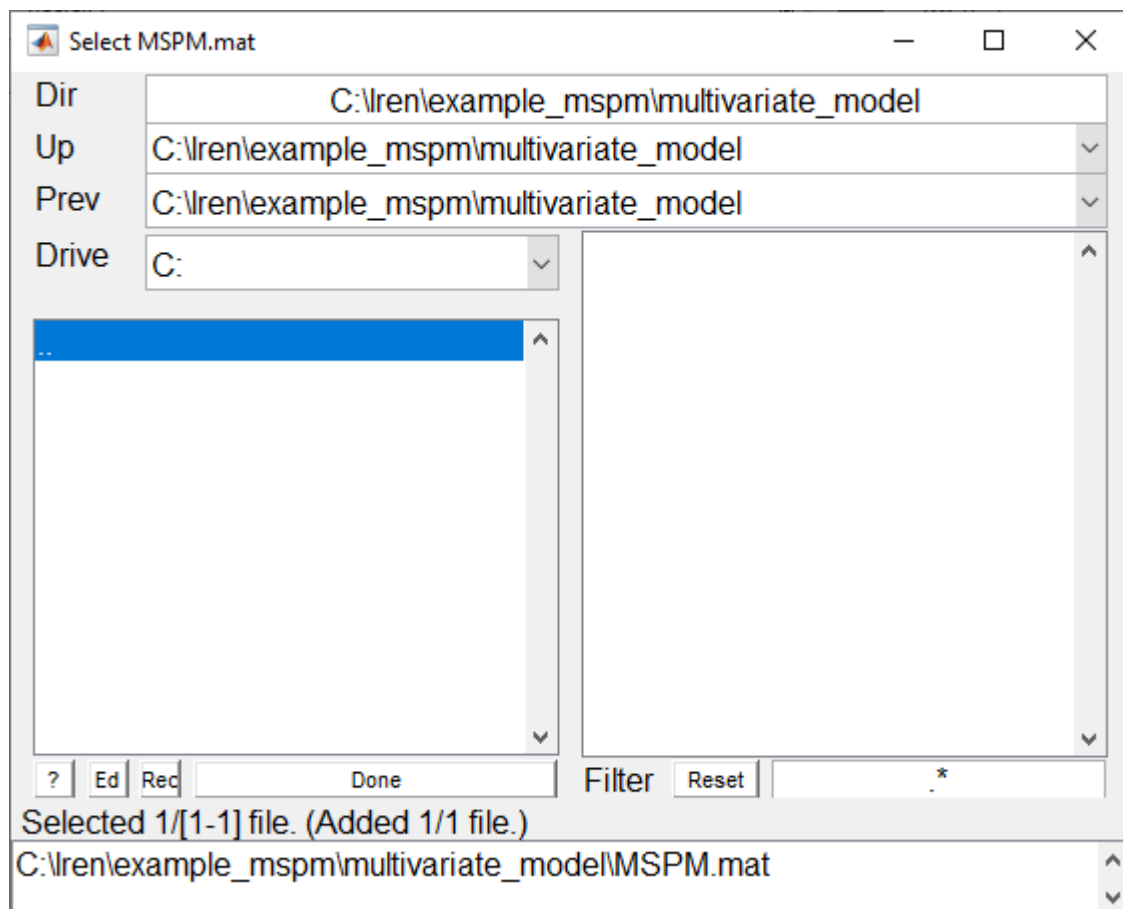 Select MSPM.mat
Dir C:\lren\example_mspm\multivariate_model
Up C:\lren\example_mspm\multivariate_model
Prev C:\lren\example_mspm\multivariate_model
Drive C:
..
? Ed Rec Done Filter Reset .*
Selected 1/[1-1] file. (Added 1/1 file.)
C:\lren\example_mspm\multivariate_model\MSPM.mat